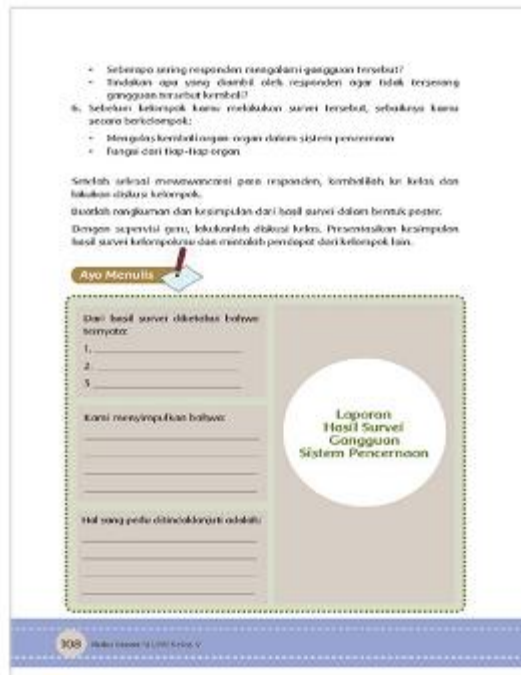 - Seberapa sering responden mengalami gangguan tersebut?
- Tindakan apa yang diambil oleh responden agar tidak terserang
gangguan tersebut kembali?
6. Sebelum kelompok kamu melakukan survei tersebut, sebaiknya kamu
secara berkelompok:
- Mengulas kembali organ-organ dalam sistem pencernaan
- Fungsi dari tiap-tiap organ
Setelah selesai mewawancarai para responden, kembalilah ke kelas dan
lakukan diskusi kelompok.
Buatlah rangkuman dan kesimpulan dari hasil survei dalam bentuk poster.
Dengan supervisi guru, lakukanlah diskusi kelas. Presentasikan kesimpulan
hasil survei kelompokmu dan mintalah pendapat dari kelompok lain.
Ayo Menulis
Dari hasil survei diketahui bahwa
ternyata:
1.
2.
3.
Kami menyimpulkan bahwa:
Hal yang perlu ditindaklanjuti adalah:
Laporan
Hasil Survei
Gangguan
Sistem Pencernaan
108 Buku Siswa SD/MI Kelas V